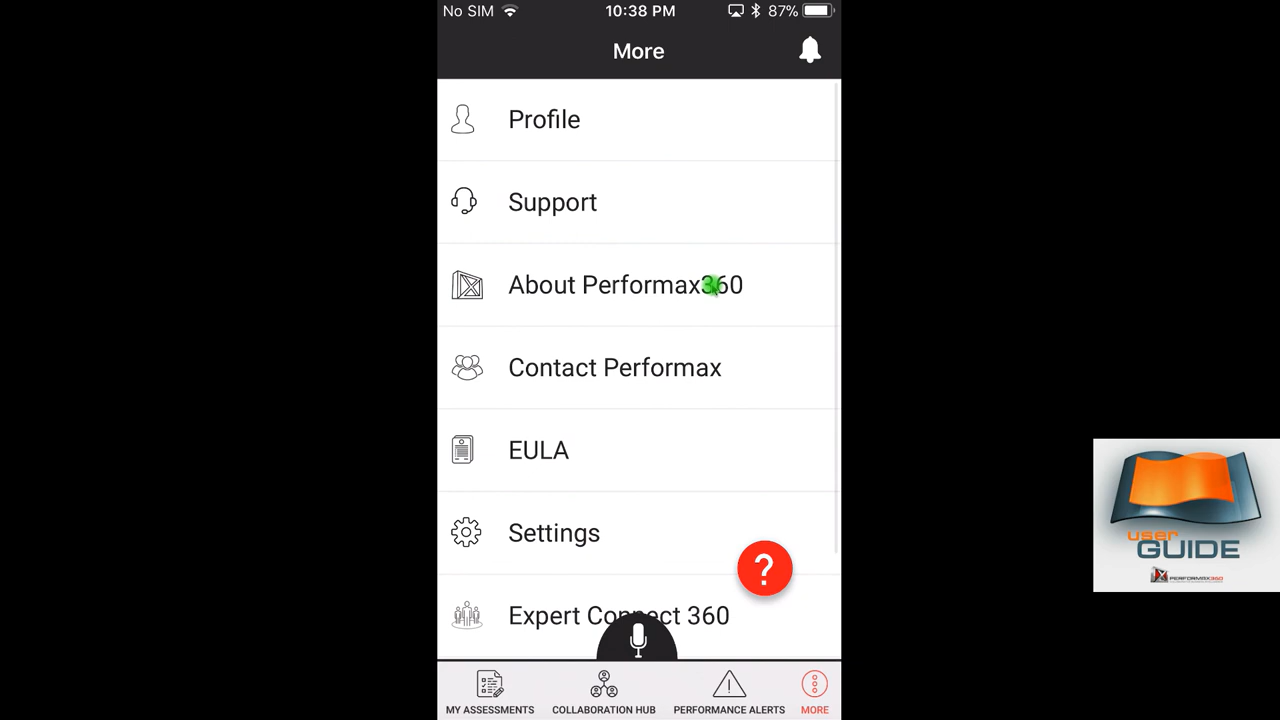 No SIM 10:38 PM 87%
More
Profile
Support
About Performax360
Contact Performax
EULA
Settings
?
Expert Connect 360
MY ASSESSMENTS COLLABORATION HUB PERFORMANCE ALERTS MORE
user
GUIDE
PERFORMAX360